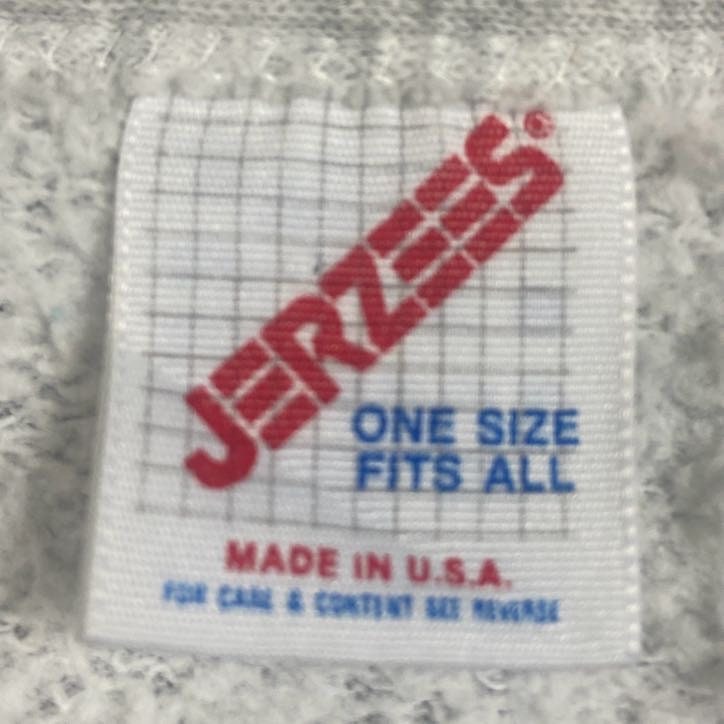 JERZEES®
ONE SIZE
FITS ALL
MADE IN U.S.A.
FOR CARE & CONTENT SEE REVERSE